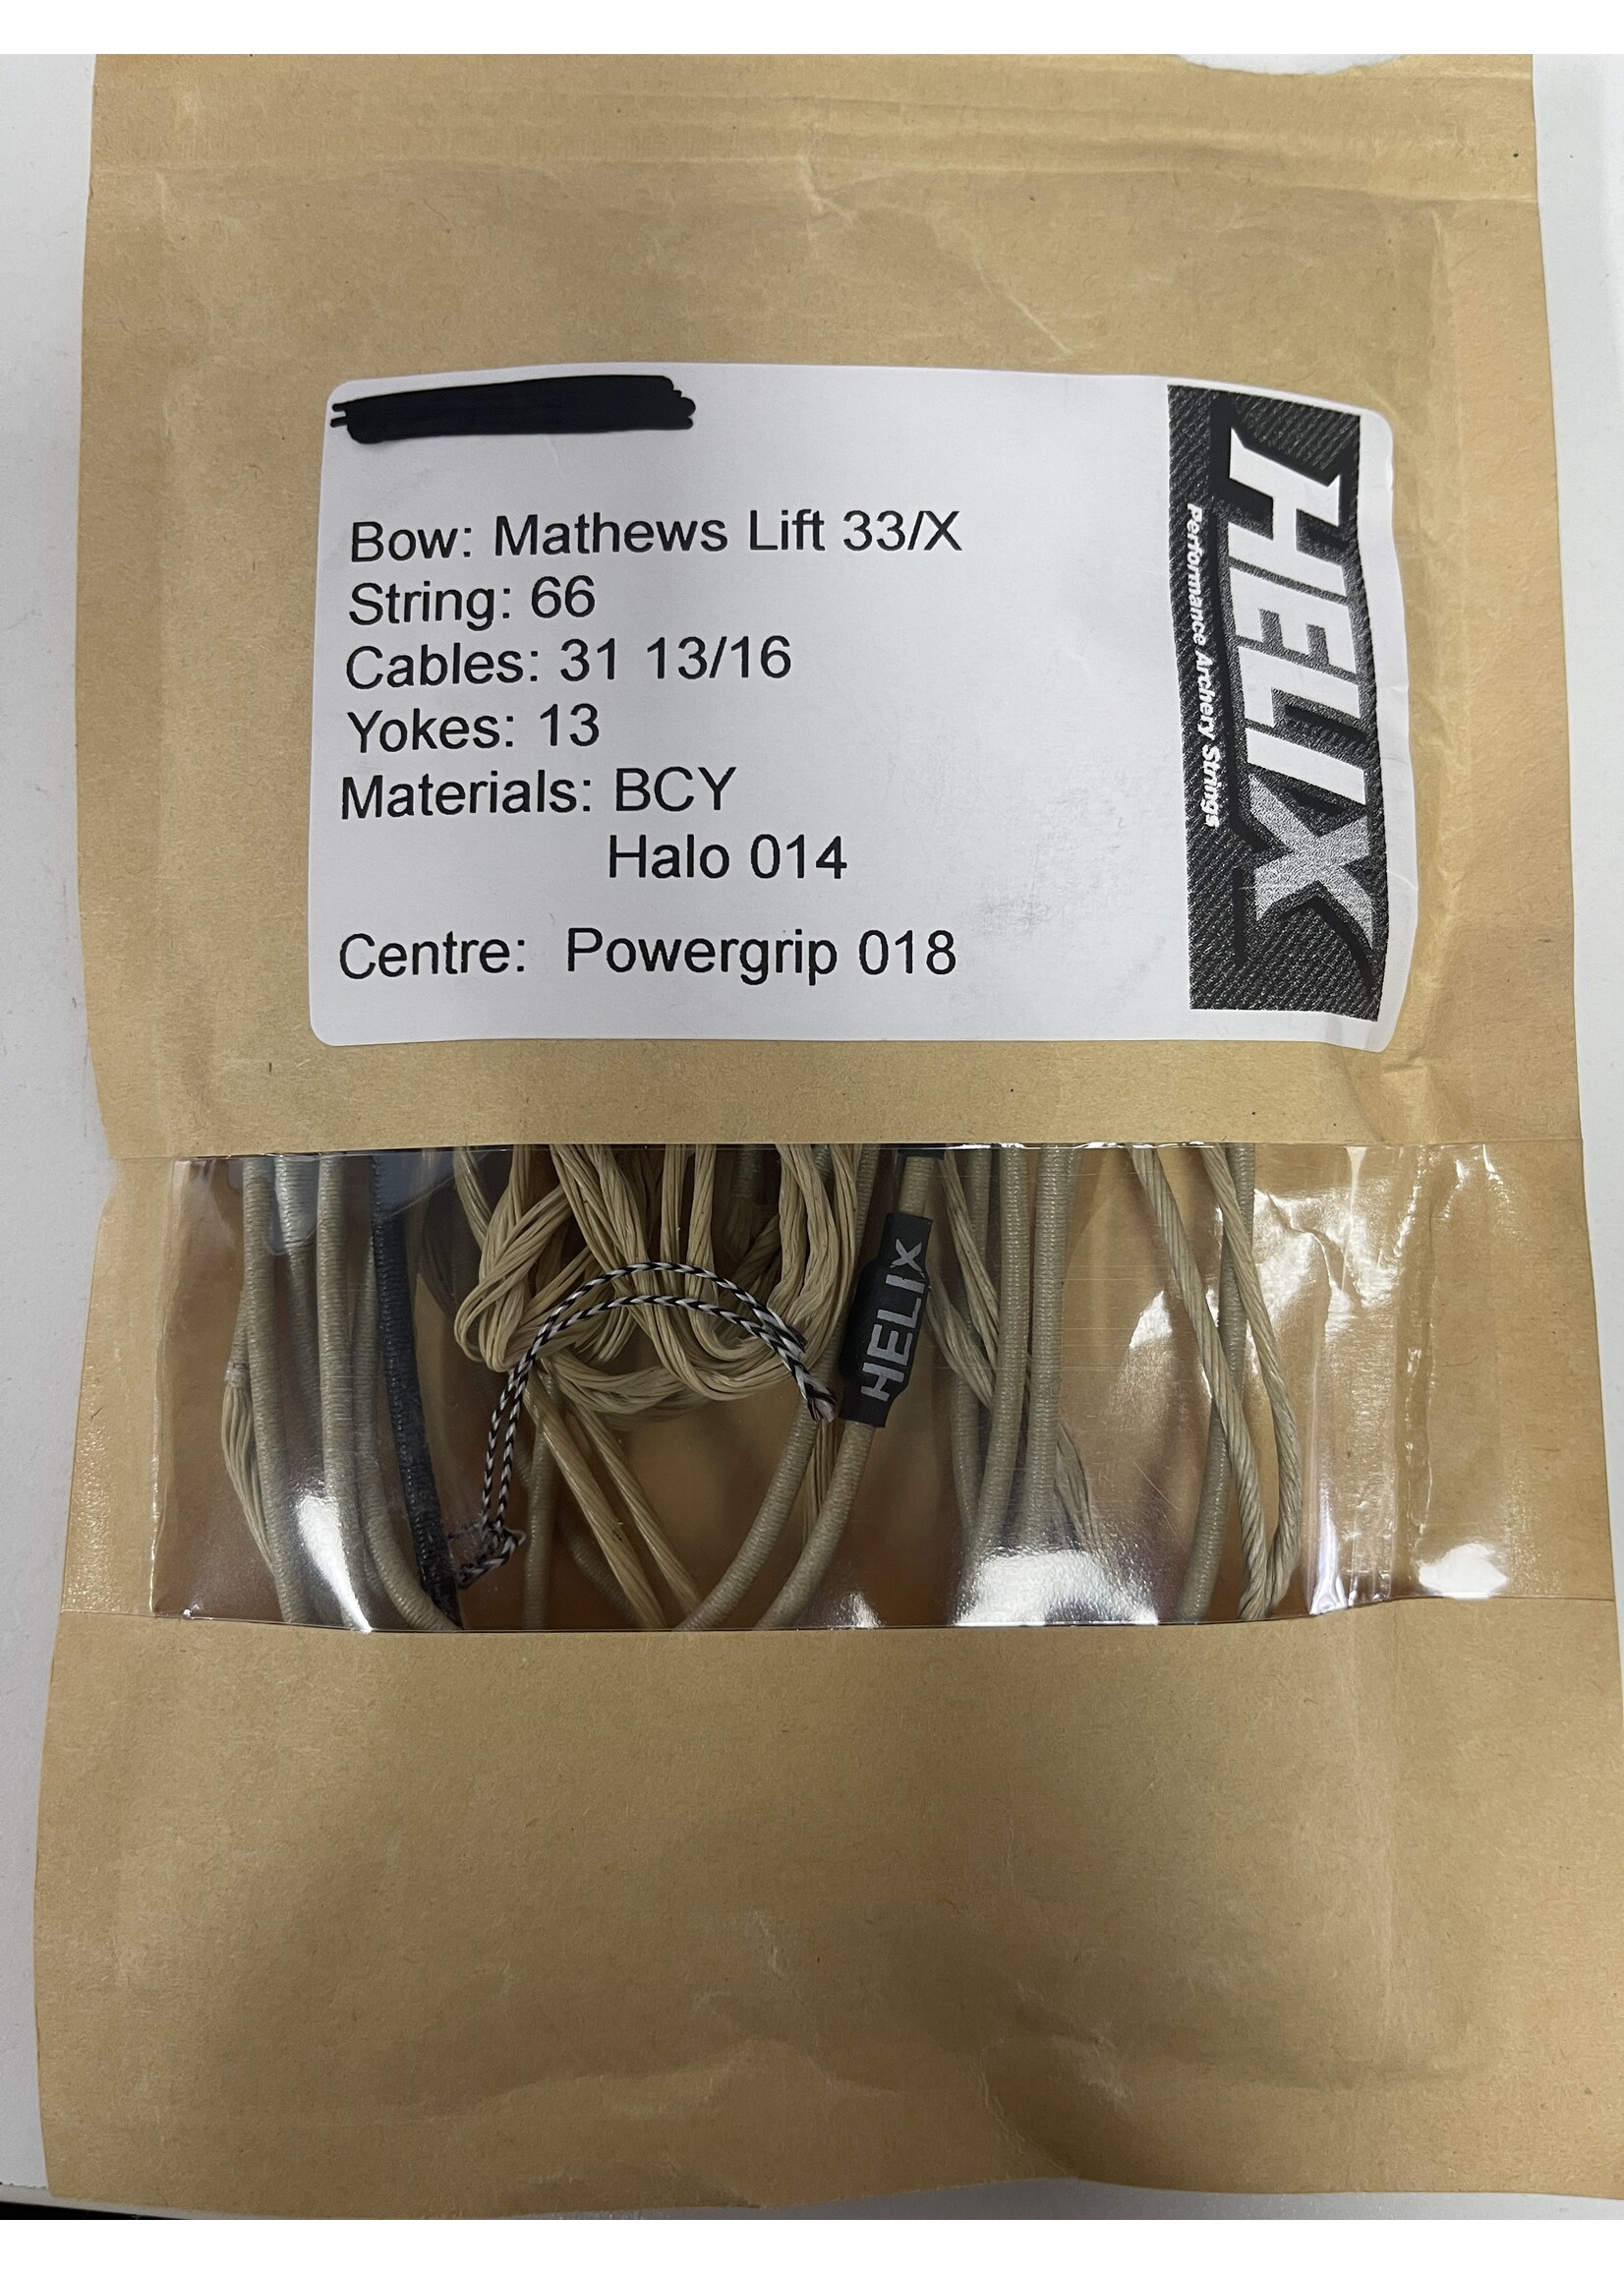 Bow: Mathews Lift 33/X
String: 66
Cables: 31 13/16
Yokes: 13
Materials: BCY
Halo 014
Centre: Powergrip 018
HELIX
Performance Archery Strings
HELIX